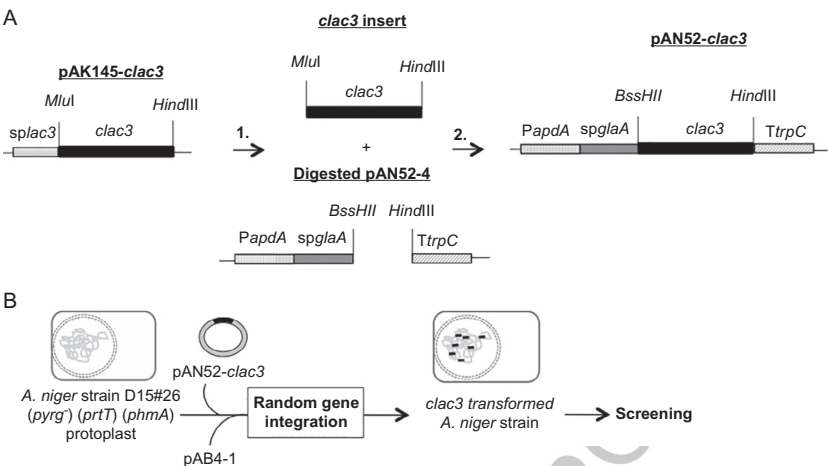 A
clac3 insert
pAN52-clac3
pAK145-clac3
MluI
HindIII
clac3
MluI
HindIII
BssHII
HindIII
splac3
clac3
1.
+
2.
PapdA
spglaA
clac3
TtrpC
Digested pAN52-4
BssHII
HindIII
PapdA
spglaA
TtrpC
B
pAN52-clac3
A. niger strain D15#26
(pyrg-) (prtT) (phmA)
protoplast
Random gene
integration
clac3 transformed
A. niger strain
Screening
pAB4-1